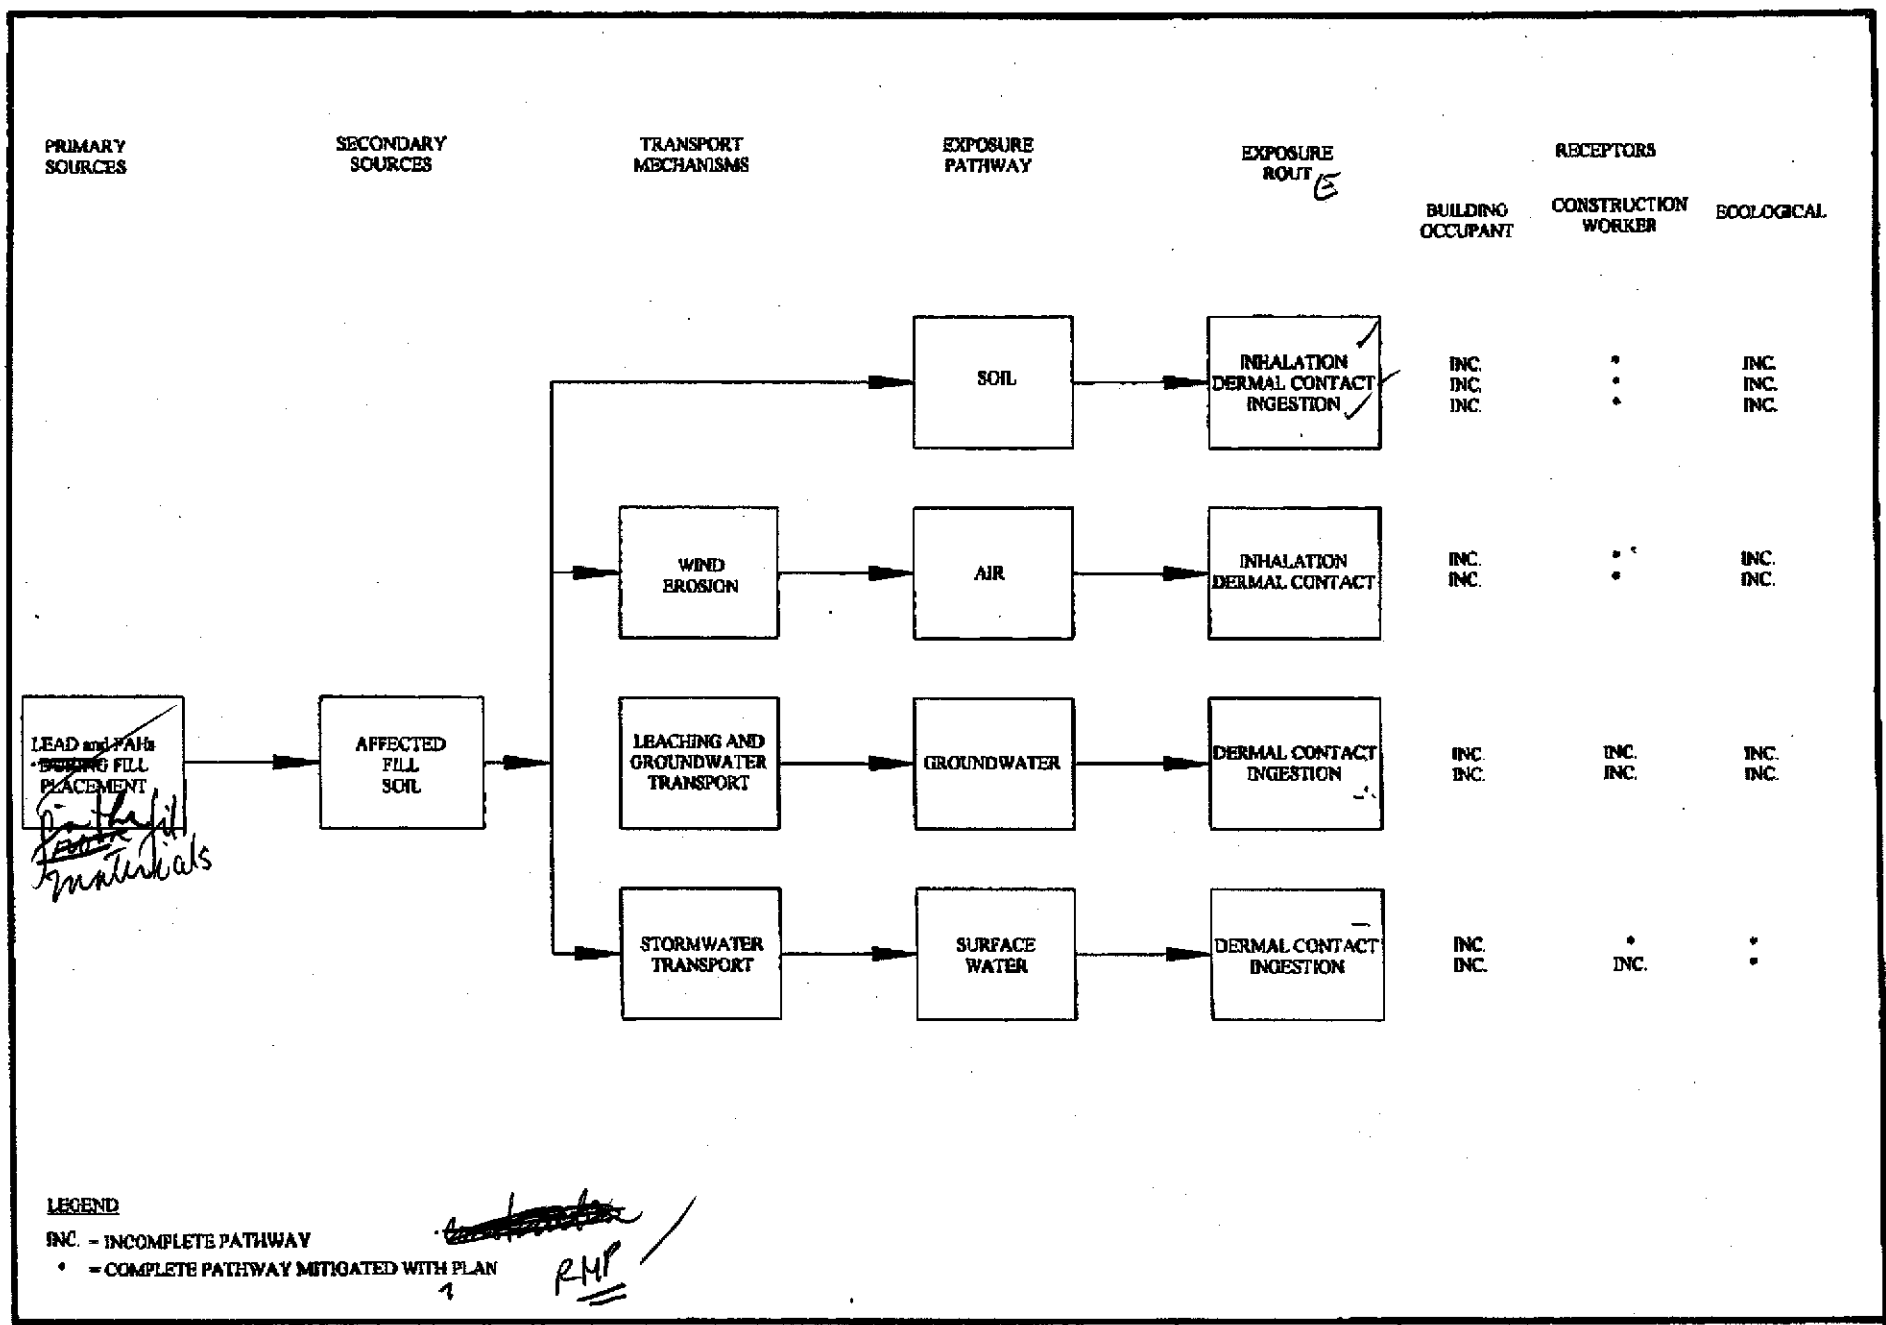 PRIMARY
SOURCES
SECONDARY
SOURCES
TRANSPORT
MECHANISMS
EXPOSURE
PATHWAY
EXPOSURE
ROUT E
RECEPTORS
BUILDING
OCCUPANT
CONSTRUCTION
WORKER
ECOLOGICAL
SOIL
INHALATION
DERMAL CONTACT
INGESTION
INC. * INC.
INC. * INC.
INC. * INC.
WIND
EROSION
AIR
INHALATION
DERMAL CONTACT
INC. * INC.
INC. * INC.
LEAD and PAHs
DURING FILL
PLACEMENT
in the fill
materials
AFFECTED
FILL
SOIL
LEACHING AND
GROUNDWATER
TRANSPORT
GROUNDWATER
DERMAL CONTACT
INGESTION
INC. INC. INC.
INC. INC. INC.
STORMWATER
TRANSPORT
SURFACE
WATER
DERMAL CONTACT
INGESTION
INC. * *
INC. INC. *
LEGEND
INC. = INCOMPLETE PATHWAY
* = COMPLETE PATHWAY MITIGATED WITH PLAN
RMP